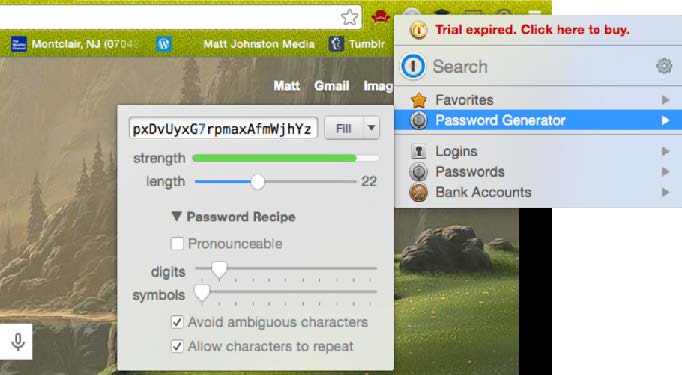 Trial expired. Click here to buy.
Montclair, NJ (0704
Matt Johnston Media
Tumblr
Search
Matt Gmail Imag
Favorites
pxDvUyxG7rpmaxAfmWjhYz Fill
Password Generator
strength
Logins
length 22
Passwords
Bank Accounts
Password Recipe
Pronounceable
digits
symbols
Avoid ambiguous characters
Allow characters to repeat